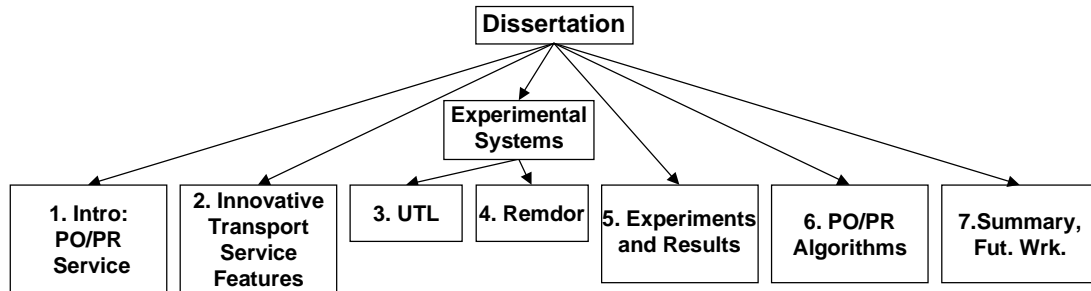 Dissertation
Experimental
Systems
1. Intro:
PO/PR
Service
2. Innovative
Transport
Service
Features
3. UTL
4. Remdor
5. Experiments
and Results
6. PO/PR
Algorithms
7.Summary,
Fut. Wrk.